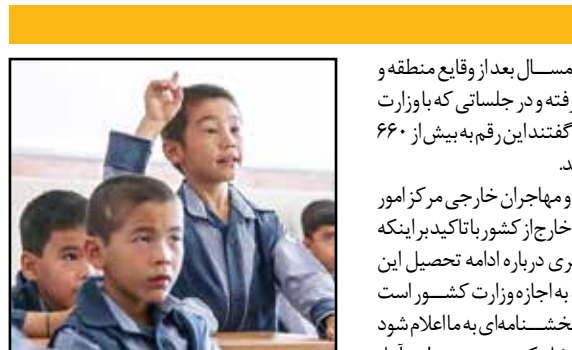 مسال بعد از وقایع منطقه و
رفته و در جلساتی که با وزارت
گفتند این رقم به بیش از ۶۶۰
د.
و مهاجران خارجی مرکز امور
خارج از کشور با تاکید بر اینکه
ری درباره ادامه تحصیل این
به اجازه وزارت کشور است
خشنامه‌ای به ما اعلام شود